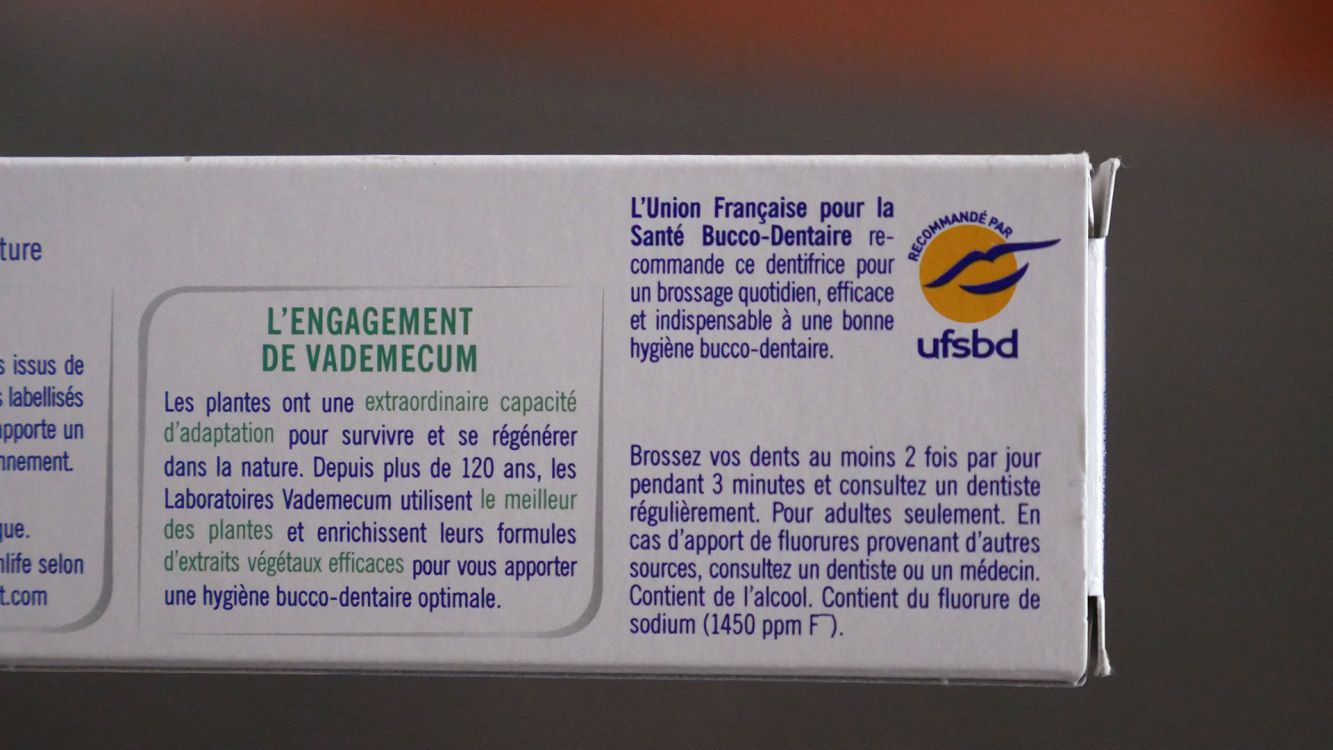 ture
s issus de
labellisés
pporte un
nnement.
que.
nlife selon
t.com
L'ENGAGEMENT
DE VADEMECUM
Les plantes ont une extraordinaire capacité
d'adaptation pour survivre et se régénérer
dans la nature. Depuis plus de 120 ans, les
Laboratoires Vademecum utilisent le meilleur
des plantes et enrichissent leurs formules
d'extraits végétaux efficaces pour vous apporter
une hygiène bucco-dentaire optimale.
L'Union Française pour la
Santé Bucco-Dentaire re-
commande ce dentifrice pour
un brossage quotidien, efficace
et indispensable à une bonne
hygiène bucco-dentaire.
RECOMMANDÉ PAR
ufsbd
Brossez vos dents au moins 2 fois par jour
pendant 3 minutes et consultez un dentiste
régulièrement. Pour adultes seulement. En
cas d'apport de fluorures provenant d'autres
sources, consultez un dentiste ou un médecin.
Contient de l'alcool. Contient du fluorure de
sodium (1450 ppm F¯).